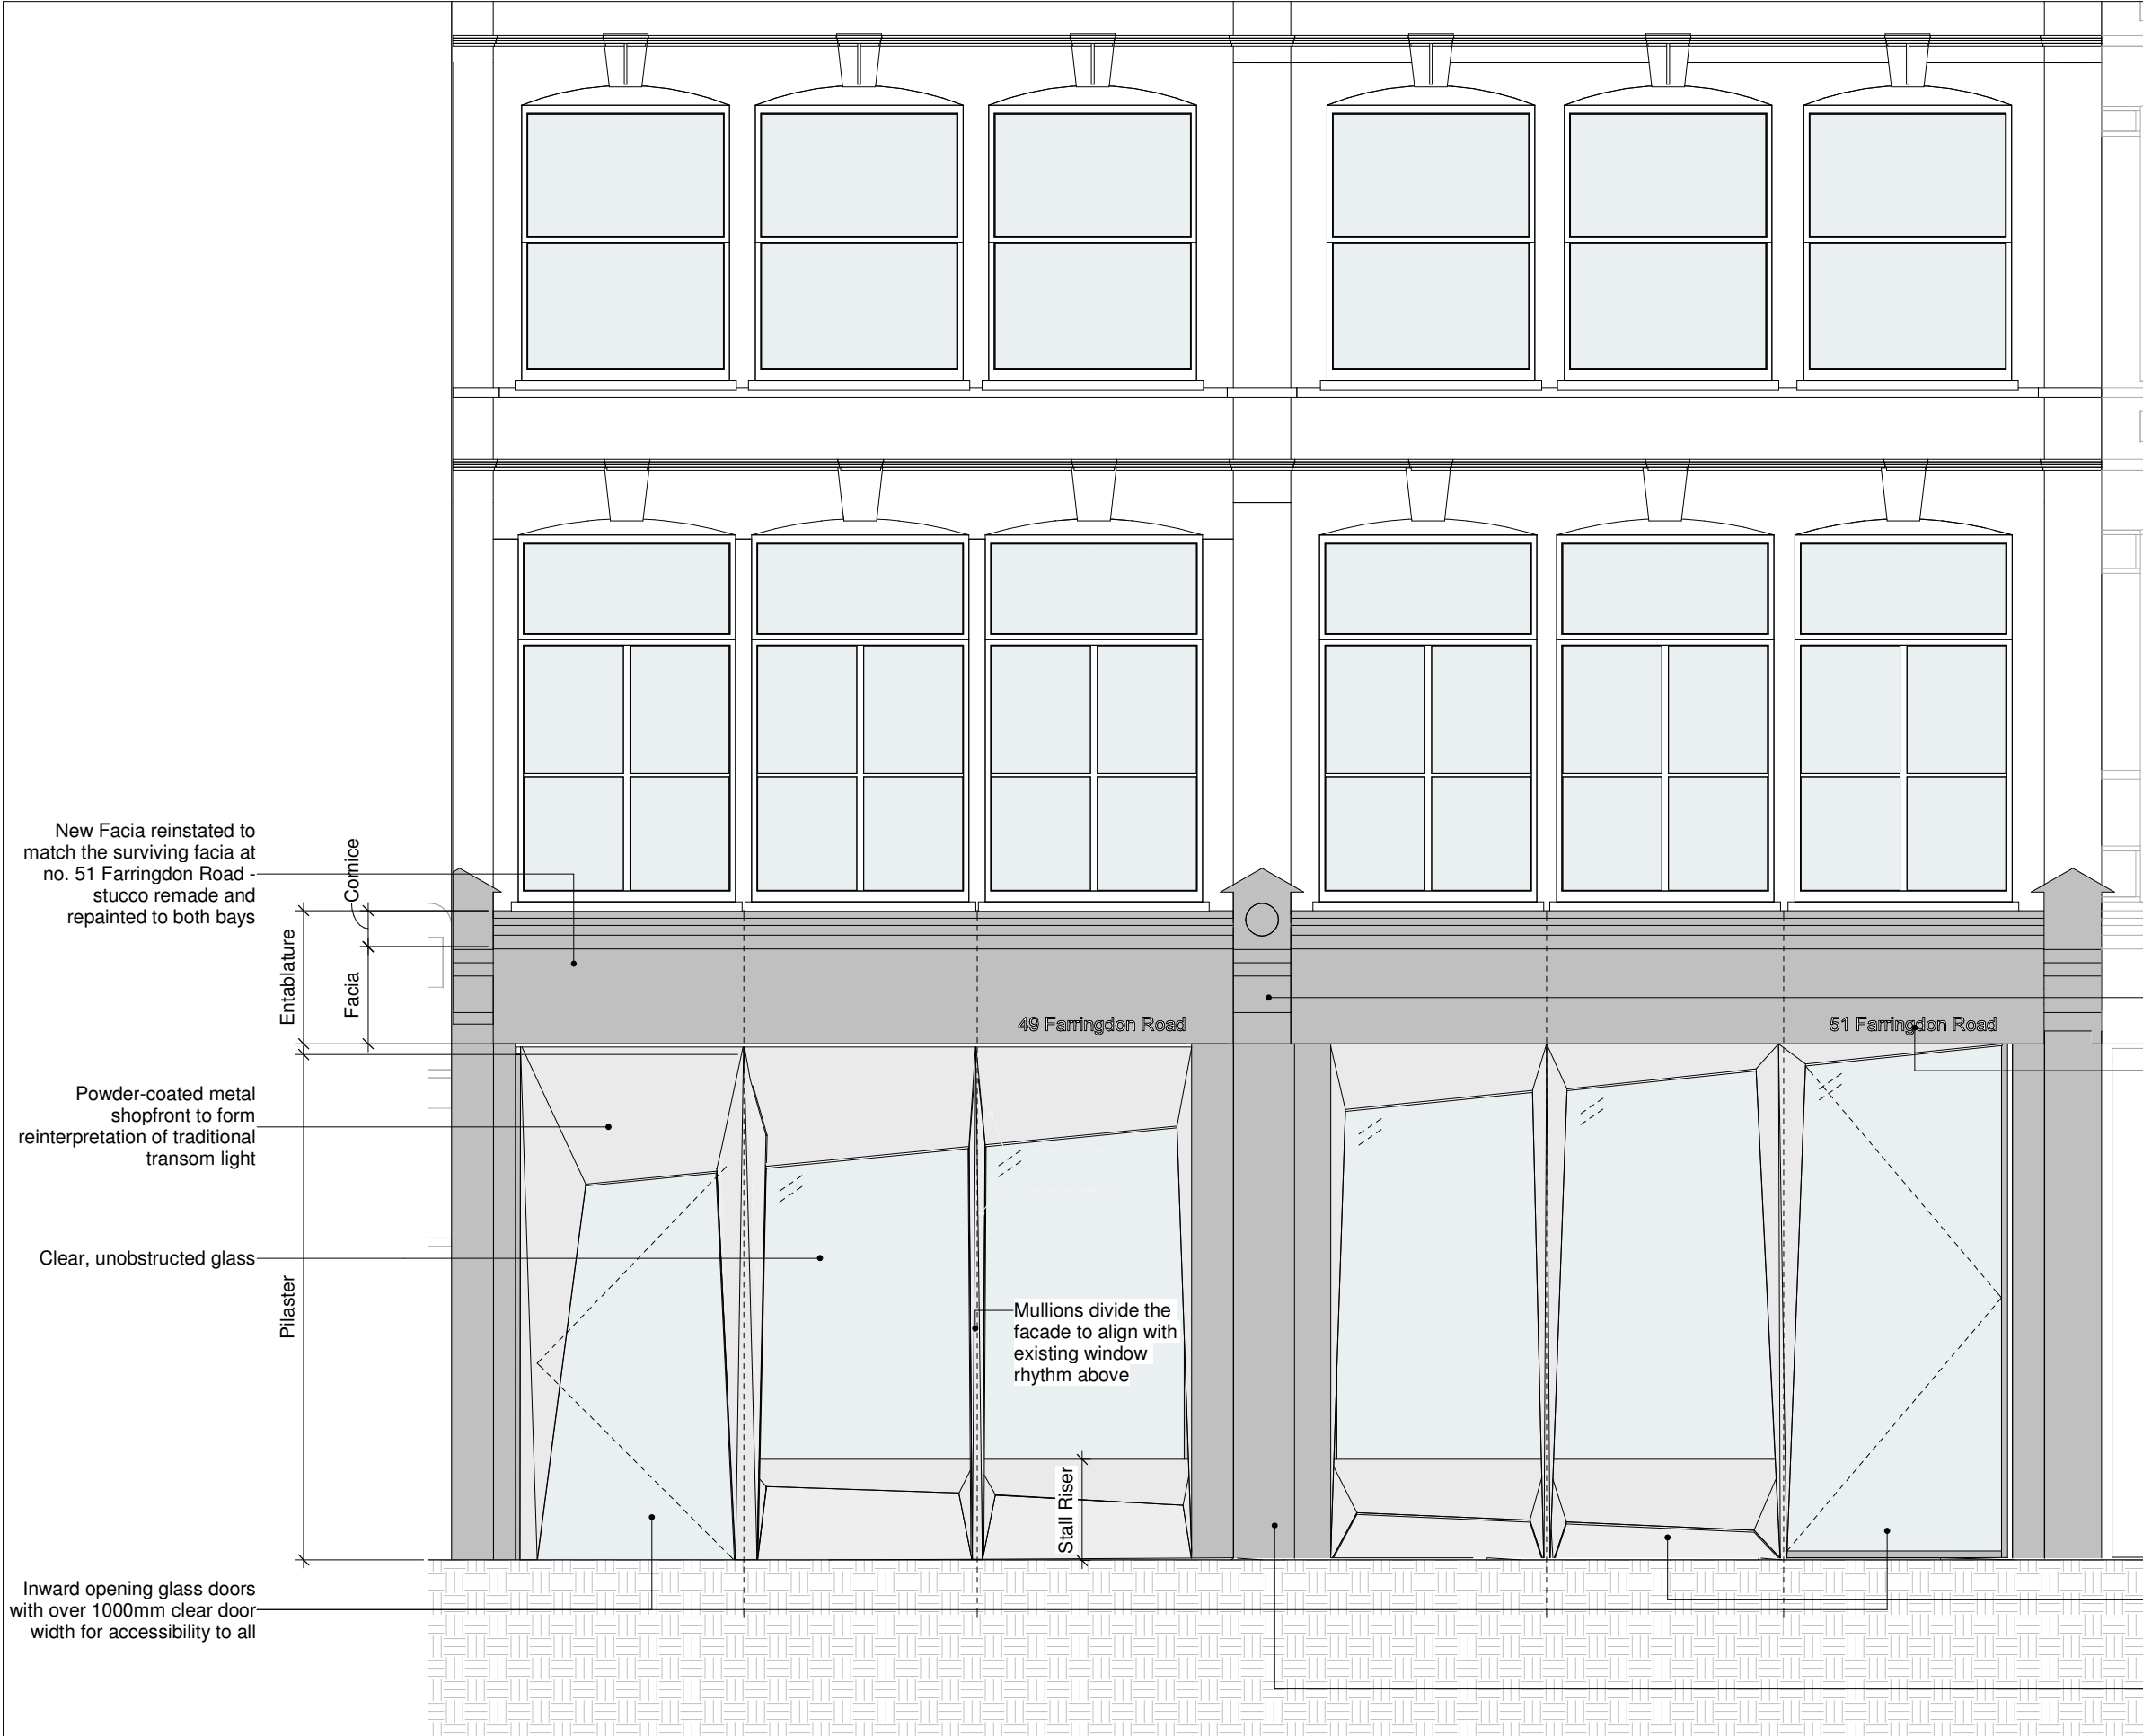 New Facia reinstated to
match the surviving facia at
no. 51 Farringdon Road -
stucco remade and
repainted to both bays
Cornice
Entablature
Facia
49 Farringdon Road
51 Farringdon Road
Powder-coated metal
shopfront to form
reinterpretation of traditional
transom light
Clear, unobstructed glass
Pilaster
Mullions divide the
facade to align with
existing window
rhythm above
Stall Riser
Inward opening glass doors
with over 1000mm clear door
width for accessibility to all